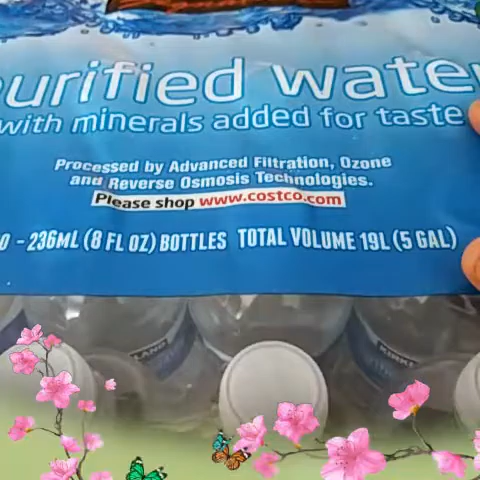 purified water
with minerals added for taste
Processed by Advanced Filtration, Ozone
and Reverse Osmosis Technologies.
Please shop www.costco.com
0 - 236ML (8 FL OZ) BOTTLES TOTAL VOLUME 19L (5 GAL)